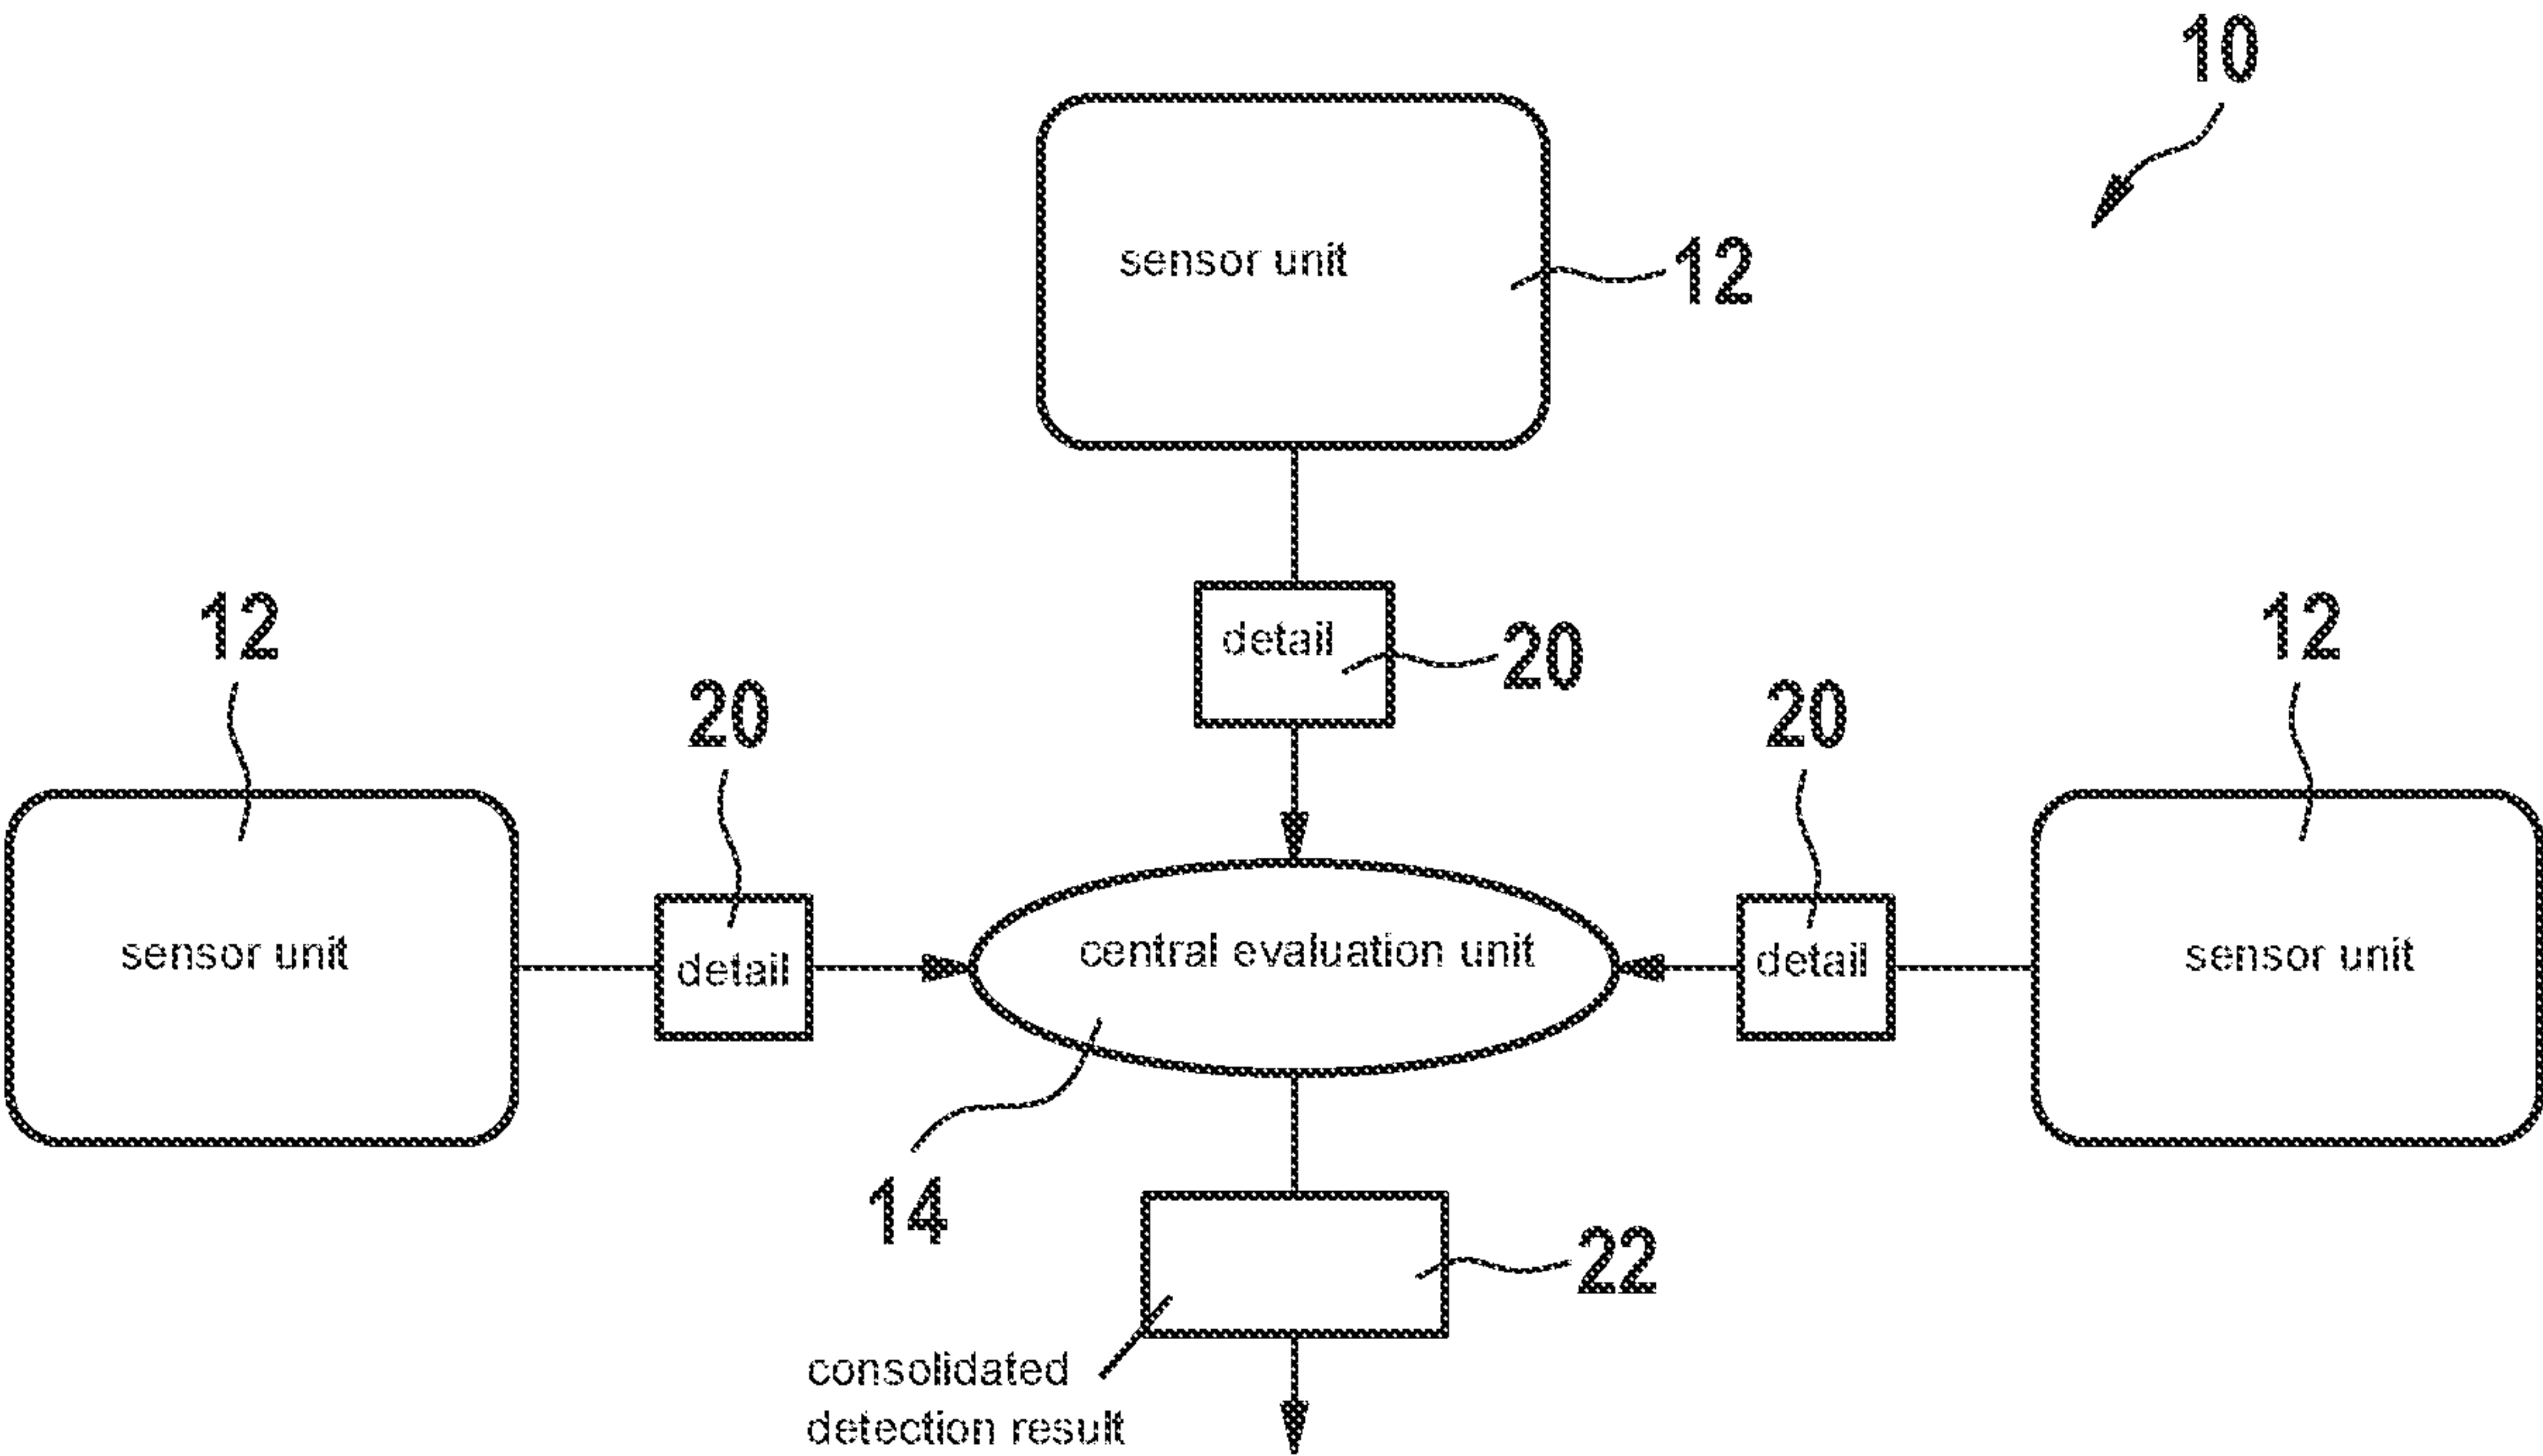 10
sensor unit
12
12
detail
20
12
20
20
sensor unit
detail
central evaluation unit
detail
sensor unit
14
22
consolidated
detection result